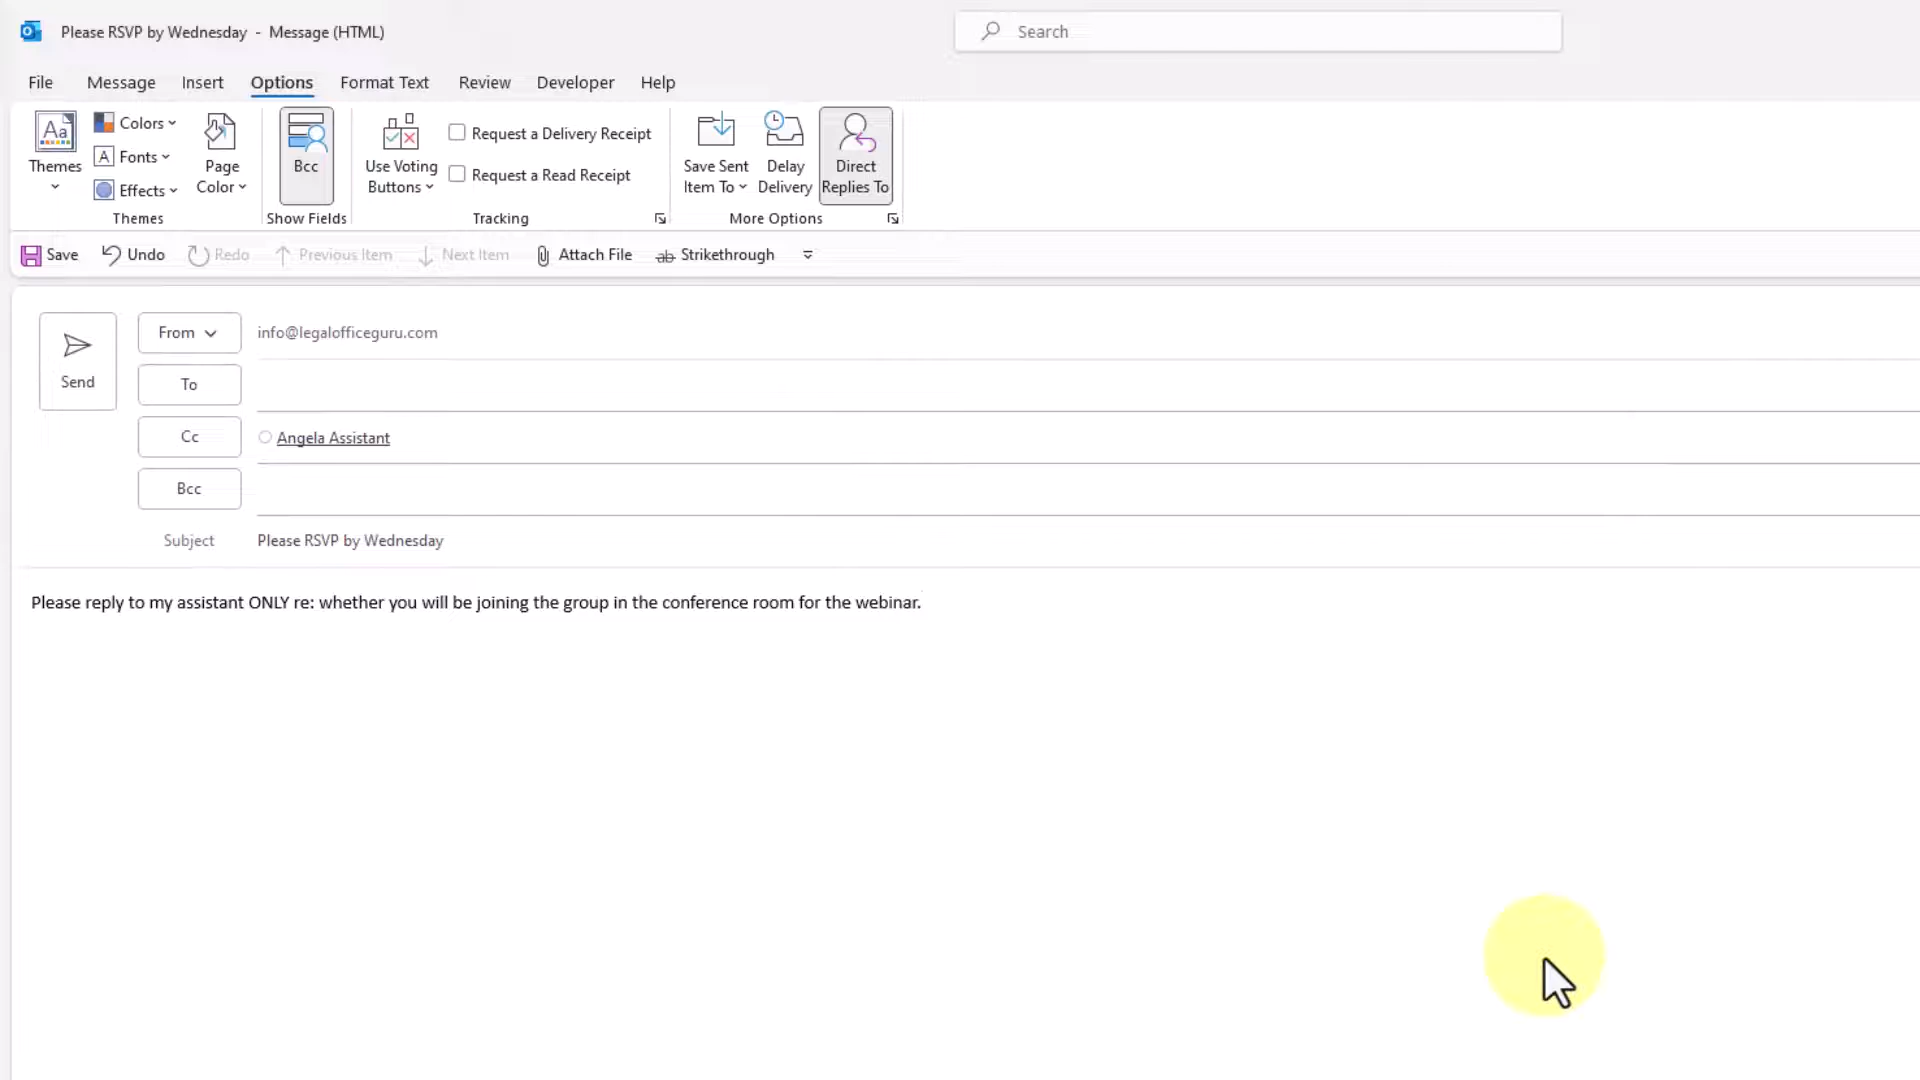 Please RSVP by Wednesday - Message (HTML)
Search
File Message Insert Options Format Text Review Developer Help
Aa
Themes
Colors
A Fonts
Effects
Page
Color
Themes
Bcc
Show Fields
Use Voting
Buttons
Request a Delivery Receipt
Request a Read Receipt
Tracking
Save Sent
Item To
Delay
Delivery
Direct
Replies To
More Options
Save Undo Redo Previous Item Next Item Attach File ab Strikethrough
Send
From info@legalofficeguru.com
To
Cc Angela Assistant
Bcc
Subject Please RSVP by Wednesday
Please reply to my assistant ONLY re: whether you will be joining the group in the conference room for the webinar.